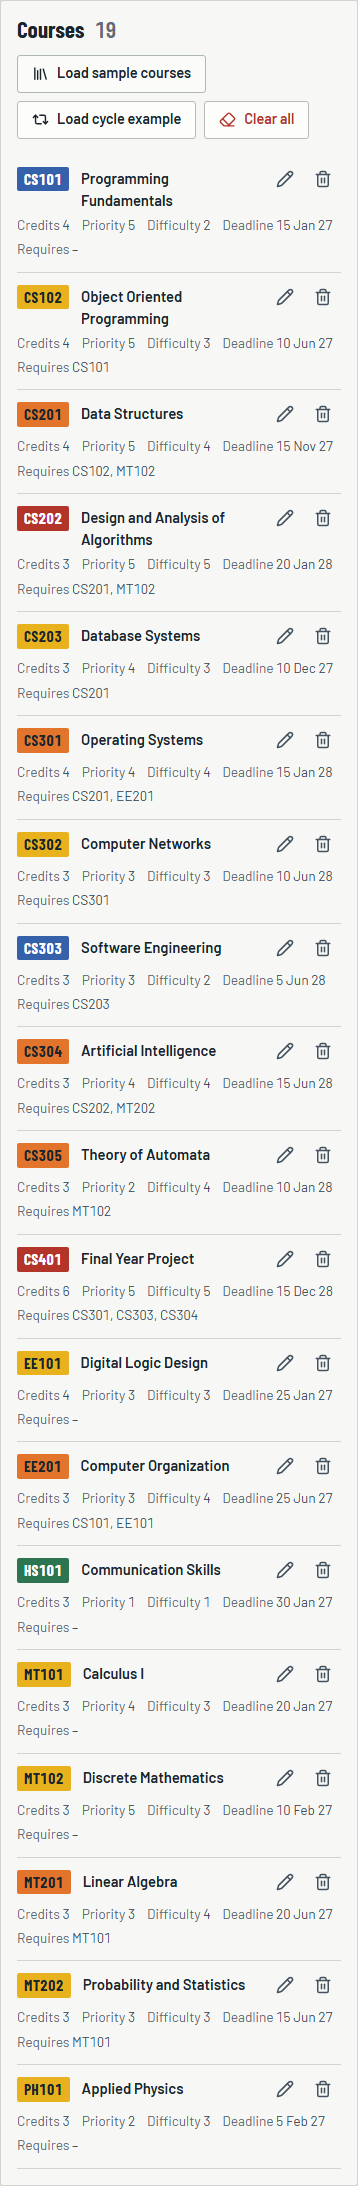 Courses 19
Load sample courses
Load cycle example Clear all
CS101 Programming
Fundamentals
Credits 4 Priority 5 Difficulty 2 Deadline 15 Jan 27
Requires –
CS102 Object Oriented
Programming
Credits 4 Priority 5 Difficulty 3 Deadline 10 Jun 27
Requires CS101
CS201 Data Structures
Credits 4 Priority 5 Difficulty 4 Deadline 15 Nov 27
Requires CS102, MT102
CS202 Design and Analysis of
Algorithms
Credits 3 Priority 5 Difficulty 5 Deadline 20 Jan 28
Requires CS201, MT102
CS203 Database Systems
Credits 3 Priority 4 Difficulty 3 Deadline 10 Dec 27
Requires CS201
CS301 Operating Systems
Credits 4 Priority 4 Difficulty 4 Deadline 15 Jan 28
Requires CS201, EE201
CS302 Computer Networks
Credits 3 Priority 3 Difficulty 3 Deadline 10 Jun 28
Requires CS301
CS303 Software Engineering
Credits 3 Priority 3 Difficulty 2 Deadline 5 Jun 28
Requires CS203
CS304 Artificial Intelligence
Credits 3 Priority 4 Difficulty 4 Deadline 15 Jun 28
Requires CS202, MT202
CS305 Theory of Automata
Credits 3 Priority 2 Difficulty 4 Deadline 10 Jan 28
Requires MT102
CS401 Final Year Project
Credits 6 Priority 5 Difficulty 5 Deadline 15 Dec 28
Requires CS301, CS303, CS304
EE101 Digital Logic Design
Credits 4 Priority 3 Difficulty 3 Deadline 25 Jan 27
Requires –
EE201 Computer Organization
Credits 3 Priority 3 Difficulty 4 Deadline 25 Jun 27
Requires CS101, EE101
HS101 Communication Skills
Credits 3 Priority 1 Difficulty 1 Deadline 30 Jan 27
Requires –
MT101 Calculus I
Credits 3 Priority 4 Difficulty 3 Deadline 20 Jan 27
Requires –
MT102 Discrete Mathematics
Credits 3 Priority 5 Difficulty 3 Deadline 10 Feb 27
Requires –
MT201 Linear Algebra
Credits 3 Priority 3 Difficulty 4 Deadline 20 Jun 27
Requires MT101
MT202 Probability and Statistics
Credits 3 Priority 3 Difficulty 3 Deadline 15 Jun 27
Requires MT101
PH101 Applied Physics
Credits 3 Priority 2 Difficulty 3 Deadline 5 Feb 27
Requires –